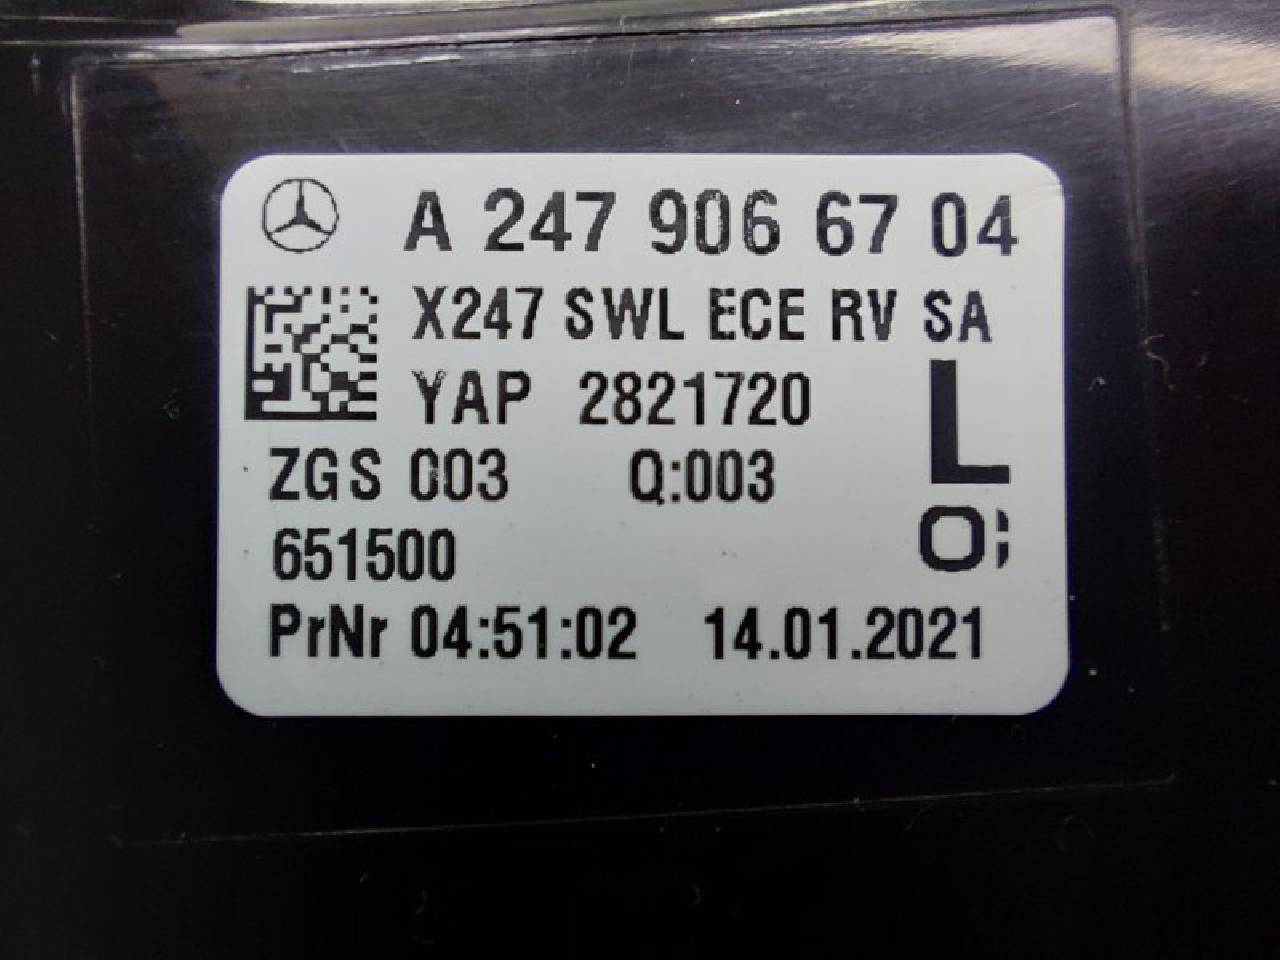 A 247 906 67 04
X247 SWL ECE RV SA
YAP 2821720
L
ZGS 003 Q:003
O;
651500
PrNr 04:51:02 14.01.2021